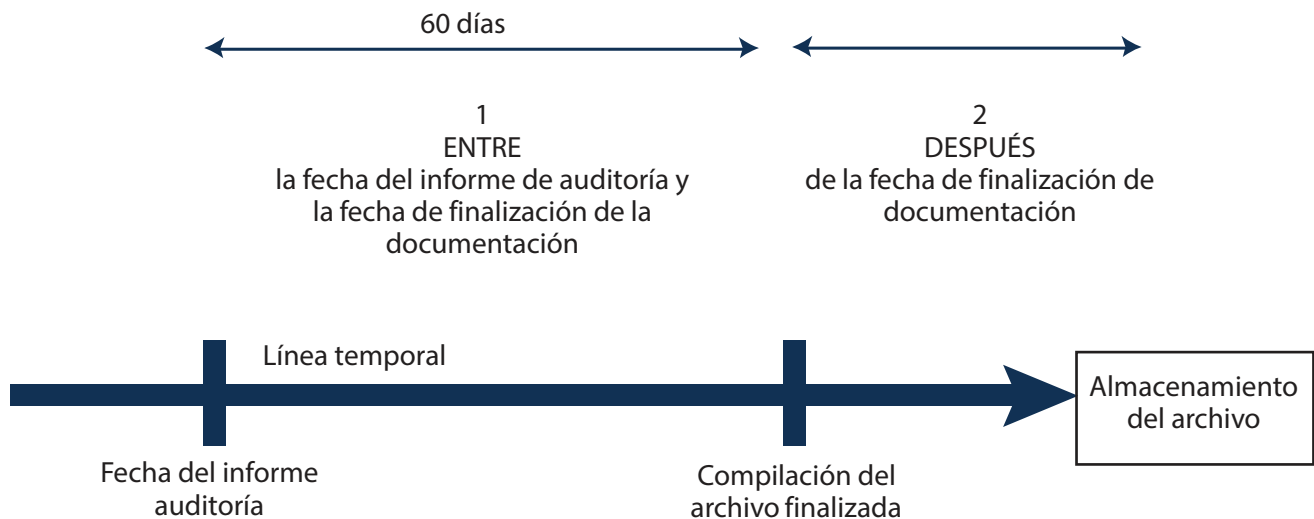 60 días
1
ENTRE
la fecha del informe de auditoría y
la fecha de finalización de la
documentación
2
DESPUÉS
de la fecha de finalización de
documentación
Línea temporal
Almacenamiento
del archivo
Fecha del informe
auditoría
Compilación del
archivo finalizada